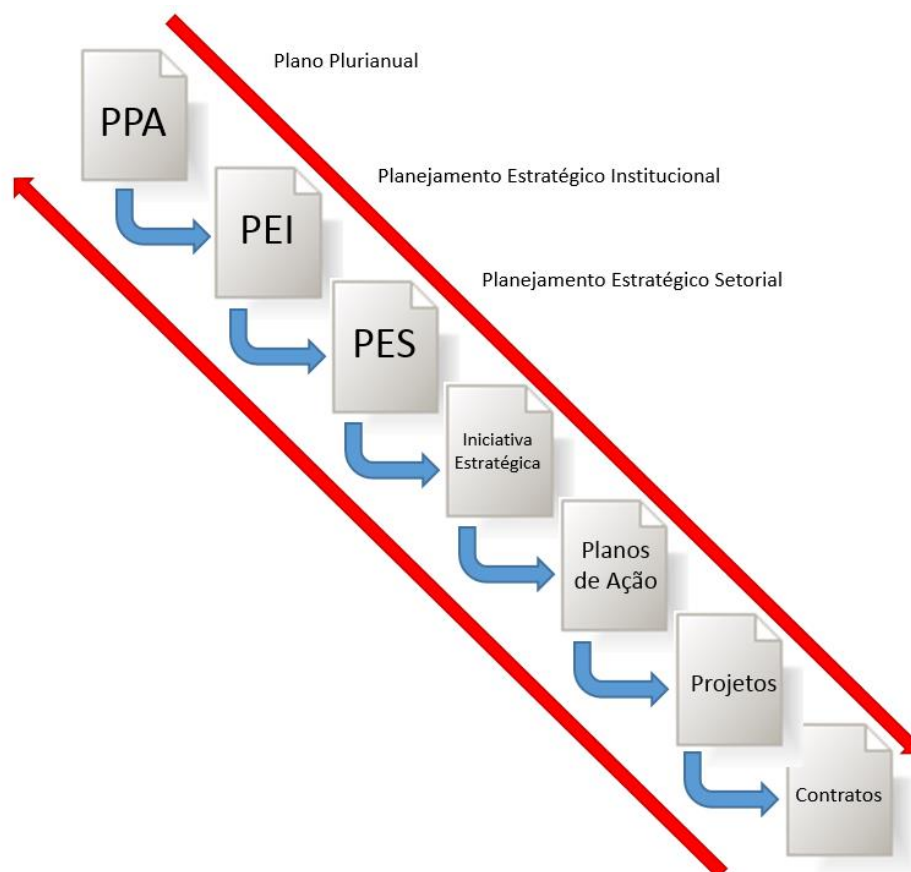 Plano Plurianual
PPA
Planejamento Estratégico Institucional
PEI
Planejamento Estratégico Setorial
PES
Iniciativa
Estratégica
Planos
de Ação
Projetos
Contratos